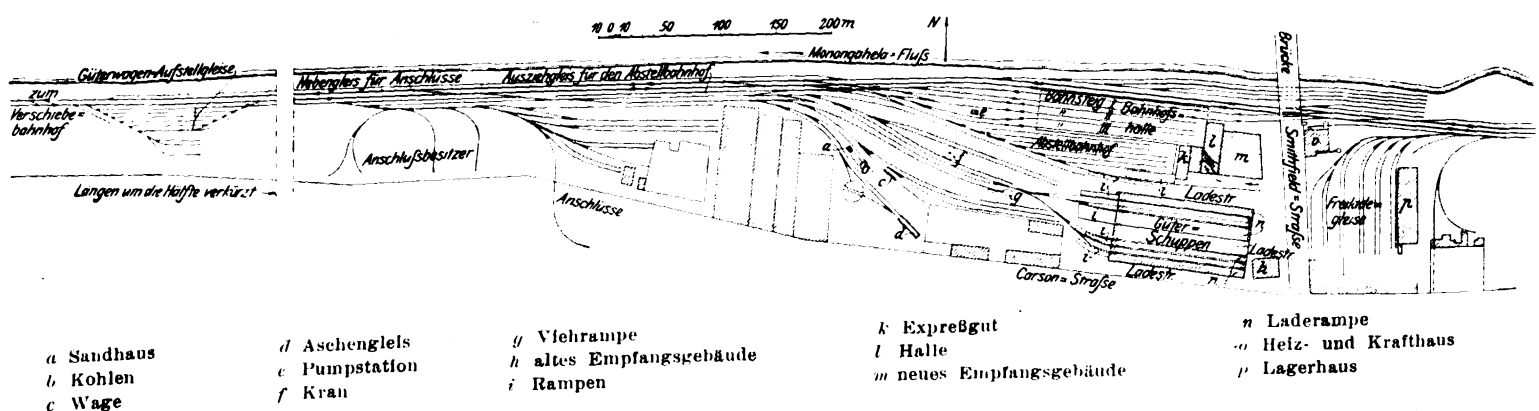 10 0 10 50 100 150 200 m
N
Monongahela-Fluß
Güterwagen-Aufstellgleise,
zum
Verschiebe=
bahnhof
Nebengleis für Anschlüsse
Ausziehgleis für den Abstellbahnhof
Anschlußbesitzer
Längen um die Hälfte verkürzt
Anschlüsse
a
b
c
d
e
f
g
Bahnsteig
Bahnhofs=
halle
Abstellbahnhof
k
l
m
Brücke
Smithfield=Straße
o
i
i
i
i
i
i
Ladestr
Güter=
Schuppen
Ladestr.
Ladestr
n
n
h
Carson=Straße
Freilade=
gleise
p
a Sandhaus
b Kohlen
c Wage
d Aschengleis
e Pumpstation
f Kran
g Viehrampe
h altes Empfangsgebäude
i Rampen
k Expreßgut
l Halle
m neues Empfangsgebäude
n Laderampe
o Heiz- und Krafthaus
p Lagerhaus